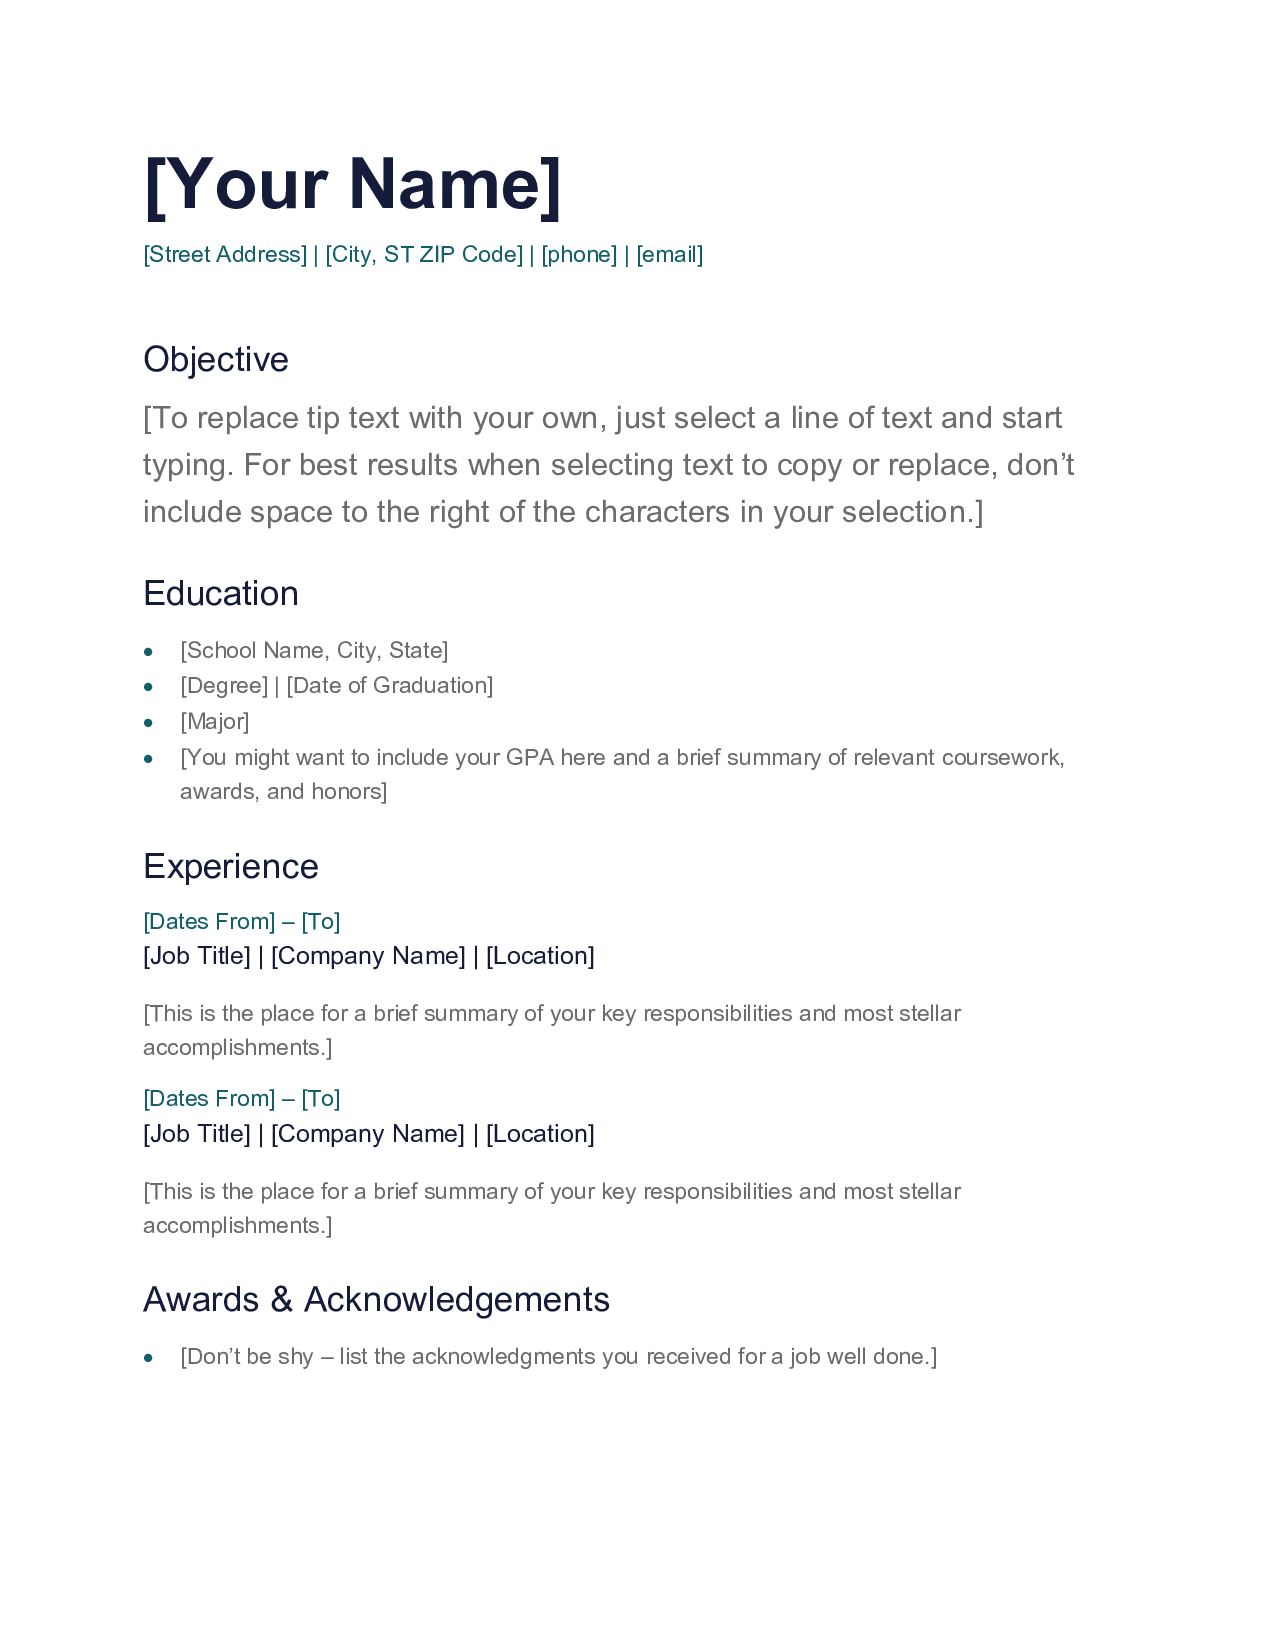 [Your Name]
[Street Address] | [City, ST ZIP Code] | [phone] | [email]
Objective
[To replace tip text with your own, just select a line of text and start
typing. For best results when selecting text to copy or replace, don’t
include space to the right of the characters in your selection.]
Education
• [School Name, City, State]
• [Degree] | [Date of Graduation]
• [Major]
• [You might want to include your GPA here and a brief summary of relevant coursework,
awards, and honors]
Experience
[Dates From] – [To]
[Job Title] | [Company Name] | [Location]
[This is the place for a brief summary of your key responsibilities and most stellar
accomplishments.]
[Dates From] – [To]
[Job Title] | [Company Name] | [Location]
[This is the place for a brief summary of your key responsibilities and most stellar
accomplishments.]
Awards & Acknowledgements
• [Don’t be shy – list the acknowledgments you received for a job well done.]